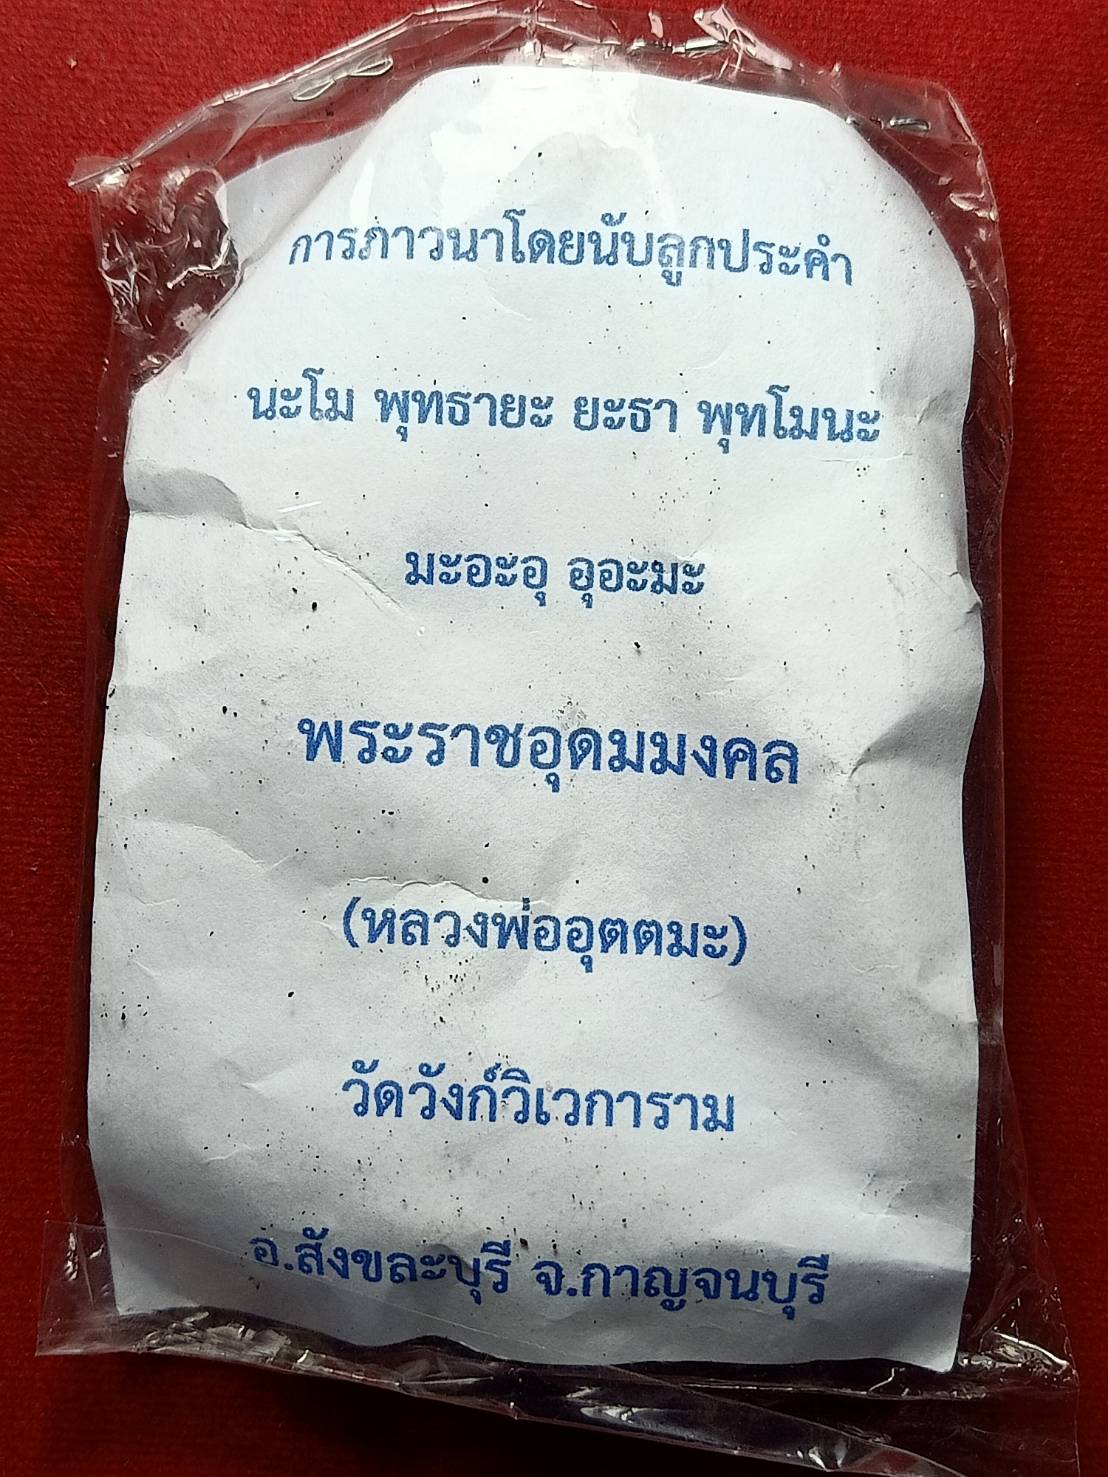 การภาวนาโดยนับลูกประคำ
นะโม พุทธายะ ยะธา พุทโมนะ
มะอะอุ อุอะมะ
พระราชอุดมมงคล
(หลวงพ่ออุตตมะ)
วัดวังก์วิเวการาม
อ.สังขละบุรี จ.กาญจนบุรี